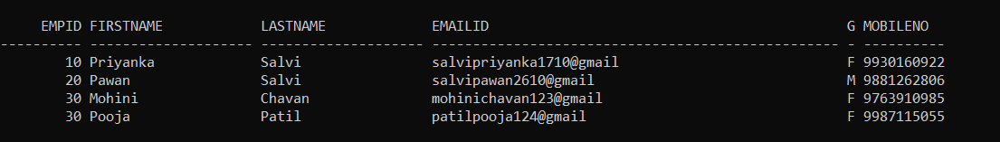 EMPID FIRSTNAME LASTNAME EMAILID G MOBILENO
---------- -------------------- -------------------- -------------------------------------------------- - ----------
10 Priyanka Salvi salvipriyanka1710@gmail F 9930160922
20 Pawan Salvi salvipawan2610@gmail M 9881262806
30 Mohini Chavan mohinichavan123@gmail F 9763910985
30 Pooja Patil patilpooja124@gmail F 9987115055